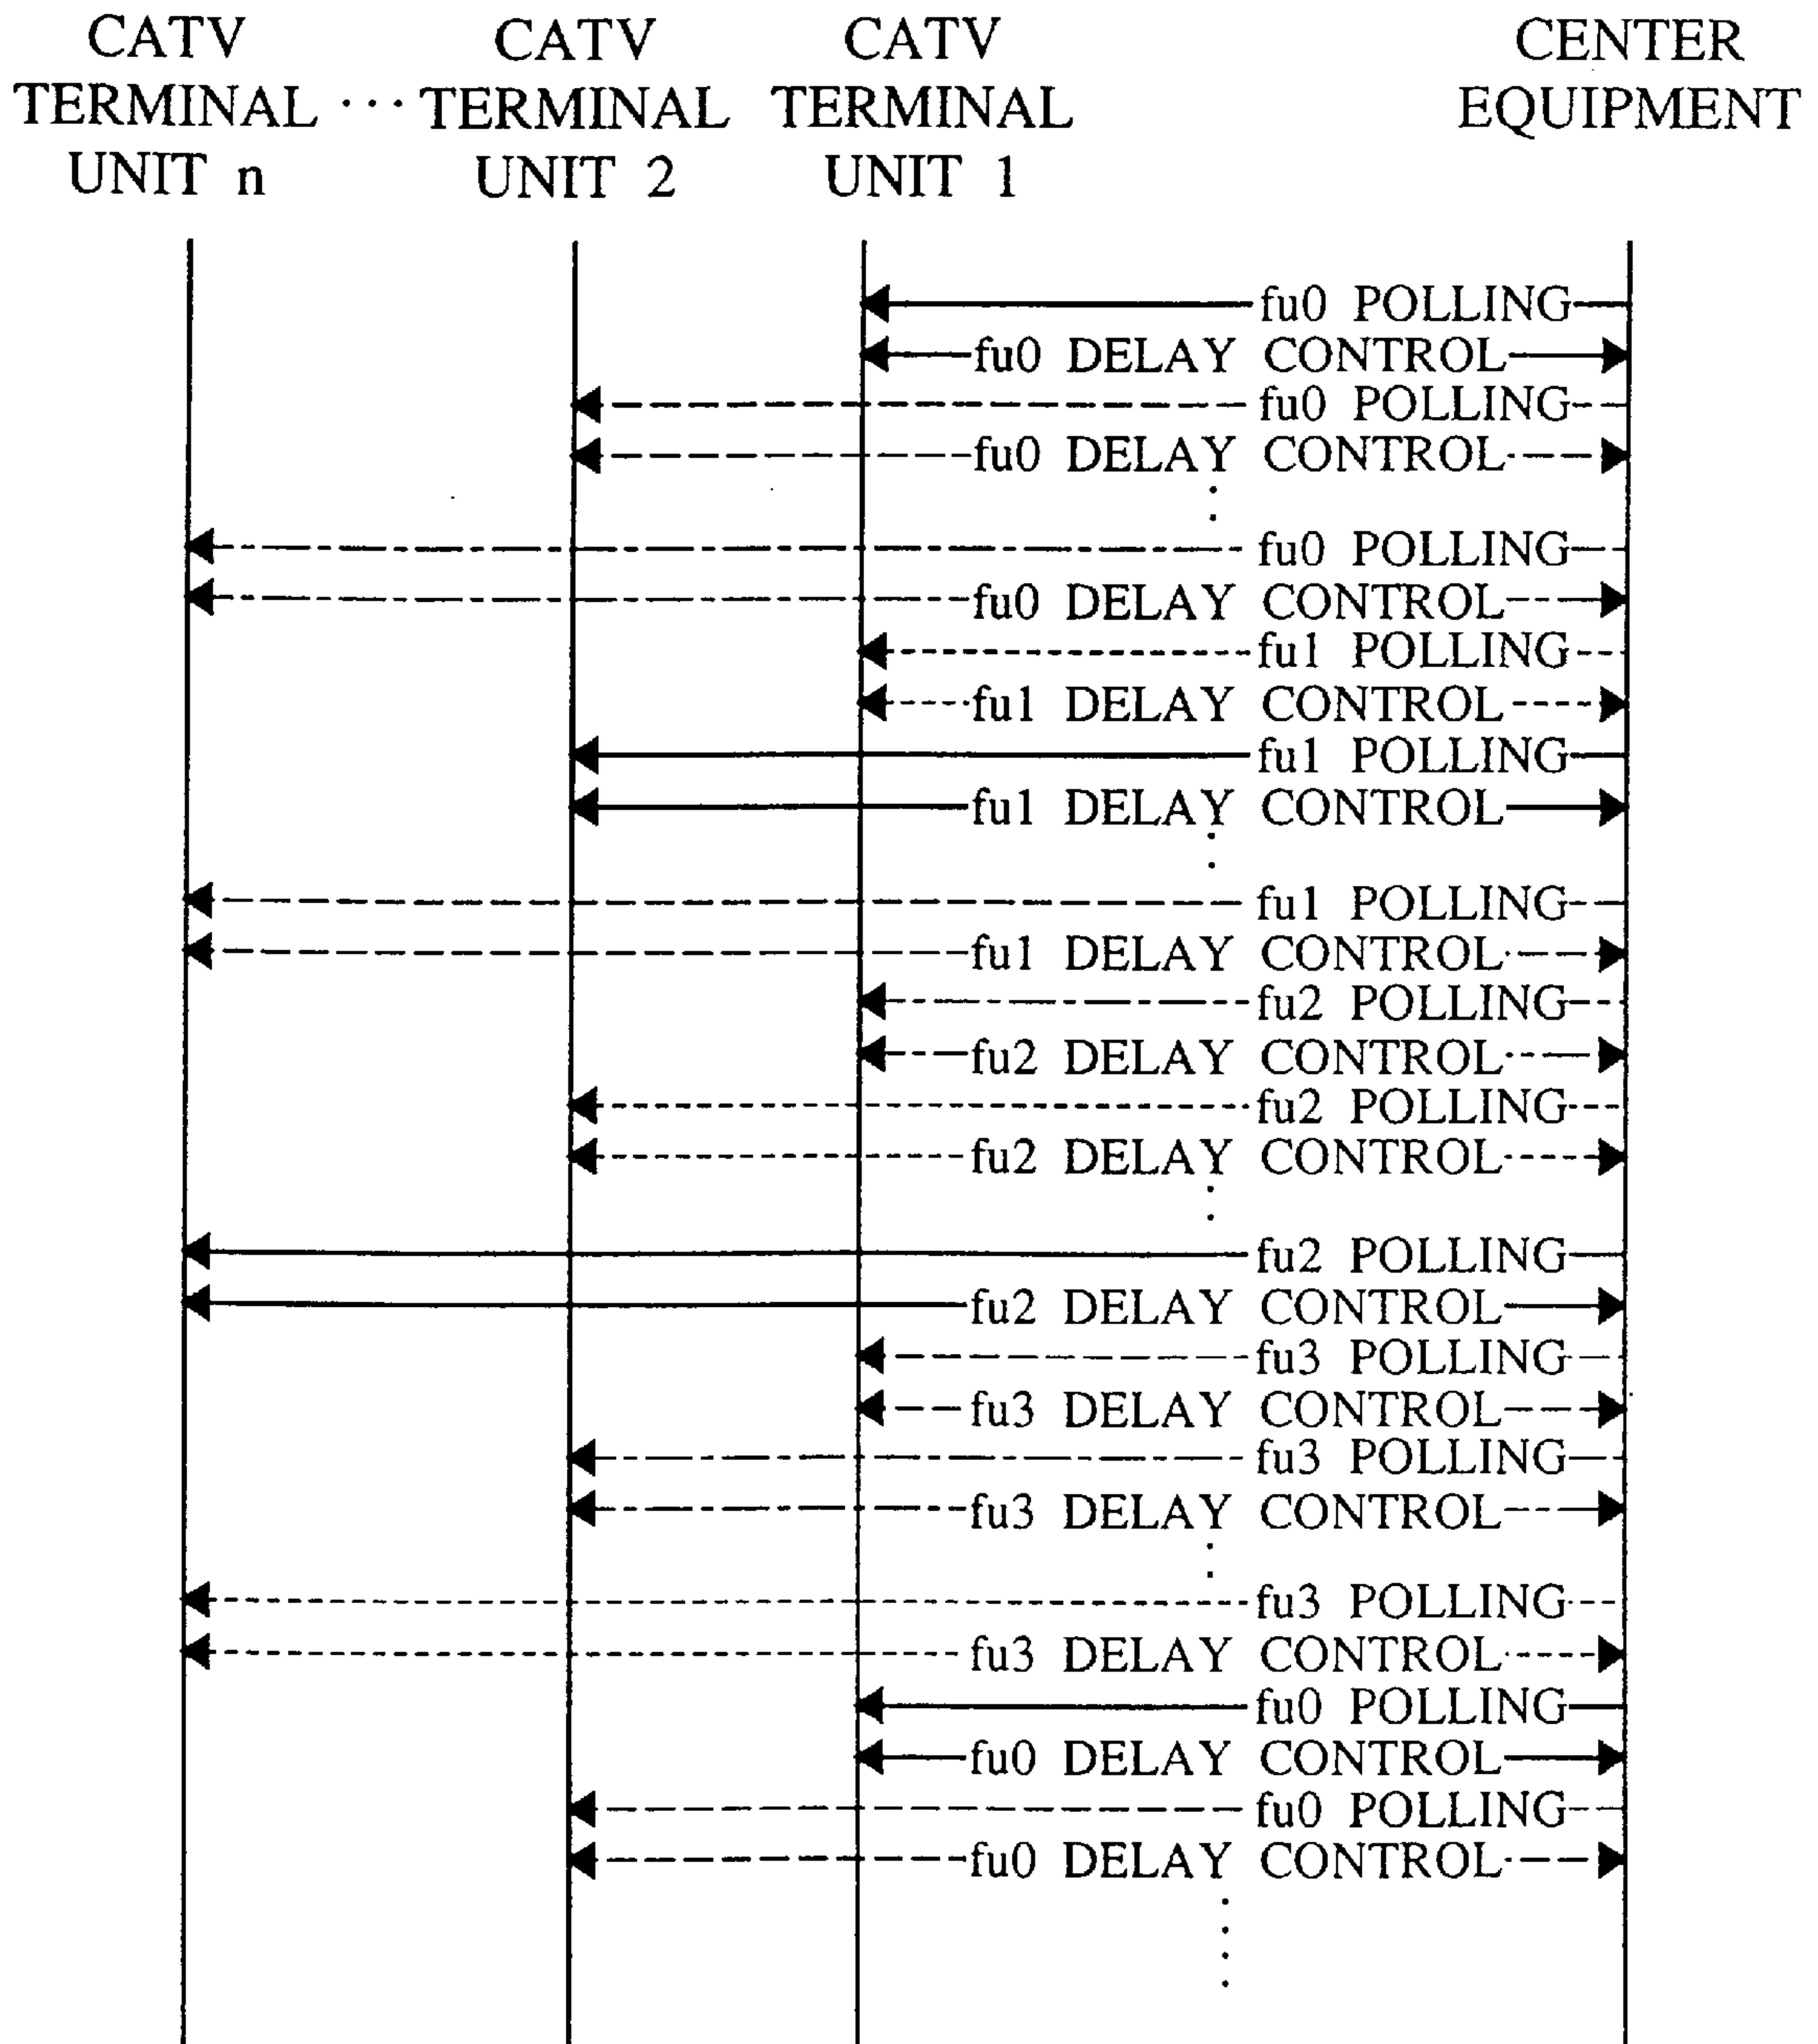 CATV
TERMINAL
UNIT n
...
CATV
TERMINAL
UNIT 2
CATV
TERMINAL
UNIT 1
CENTER
EQUIPMENT
fu0 POLLING
fu0 DELAY CONTROL
fu0 POLLING
fu0 DELAY CONTROL
fu0 POLLING
fu0 DELAY CONTROL
fu1 POLLING
fu1 DELAY CONTROL
fu1 POLLING
fu1 DELAY CONTROL
fu1 POLLING
fu1 DELAY CONTROL
fu2 POLLING
fu2 DELAY CONTROL
fu2 POLLING
fu2 DELAY CONTROL
fu2 POLLING
fu2 DELAY CONTROL
fu3 POLLING
fu3 DELAY CONTROL
fu3 POLLING
fu3 DELAY CONTROL
fu3 POLLING
fu3 DELAY CONTROL
fu0 POLLING
fu0 DELAY CONTROL
fu0 POLLING
fu0 DELAY CONTROL